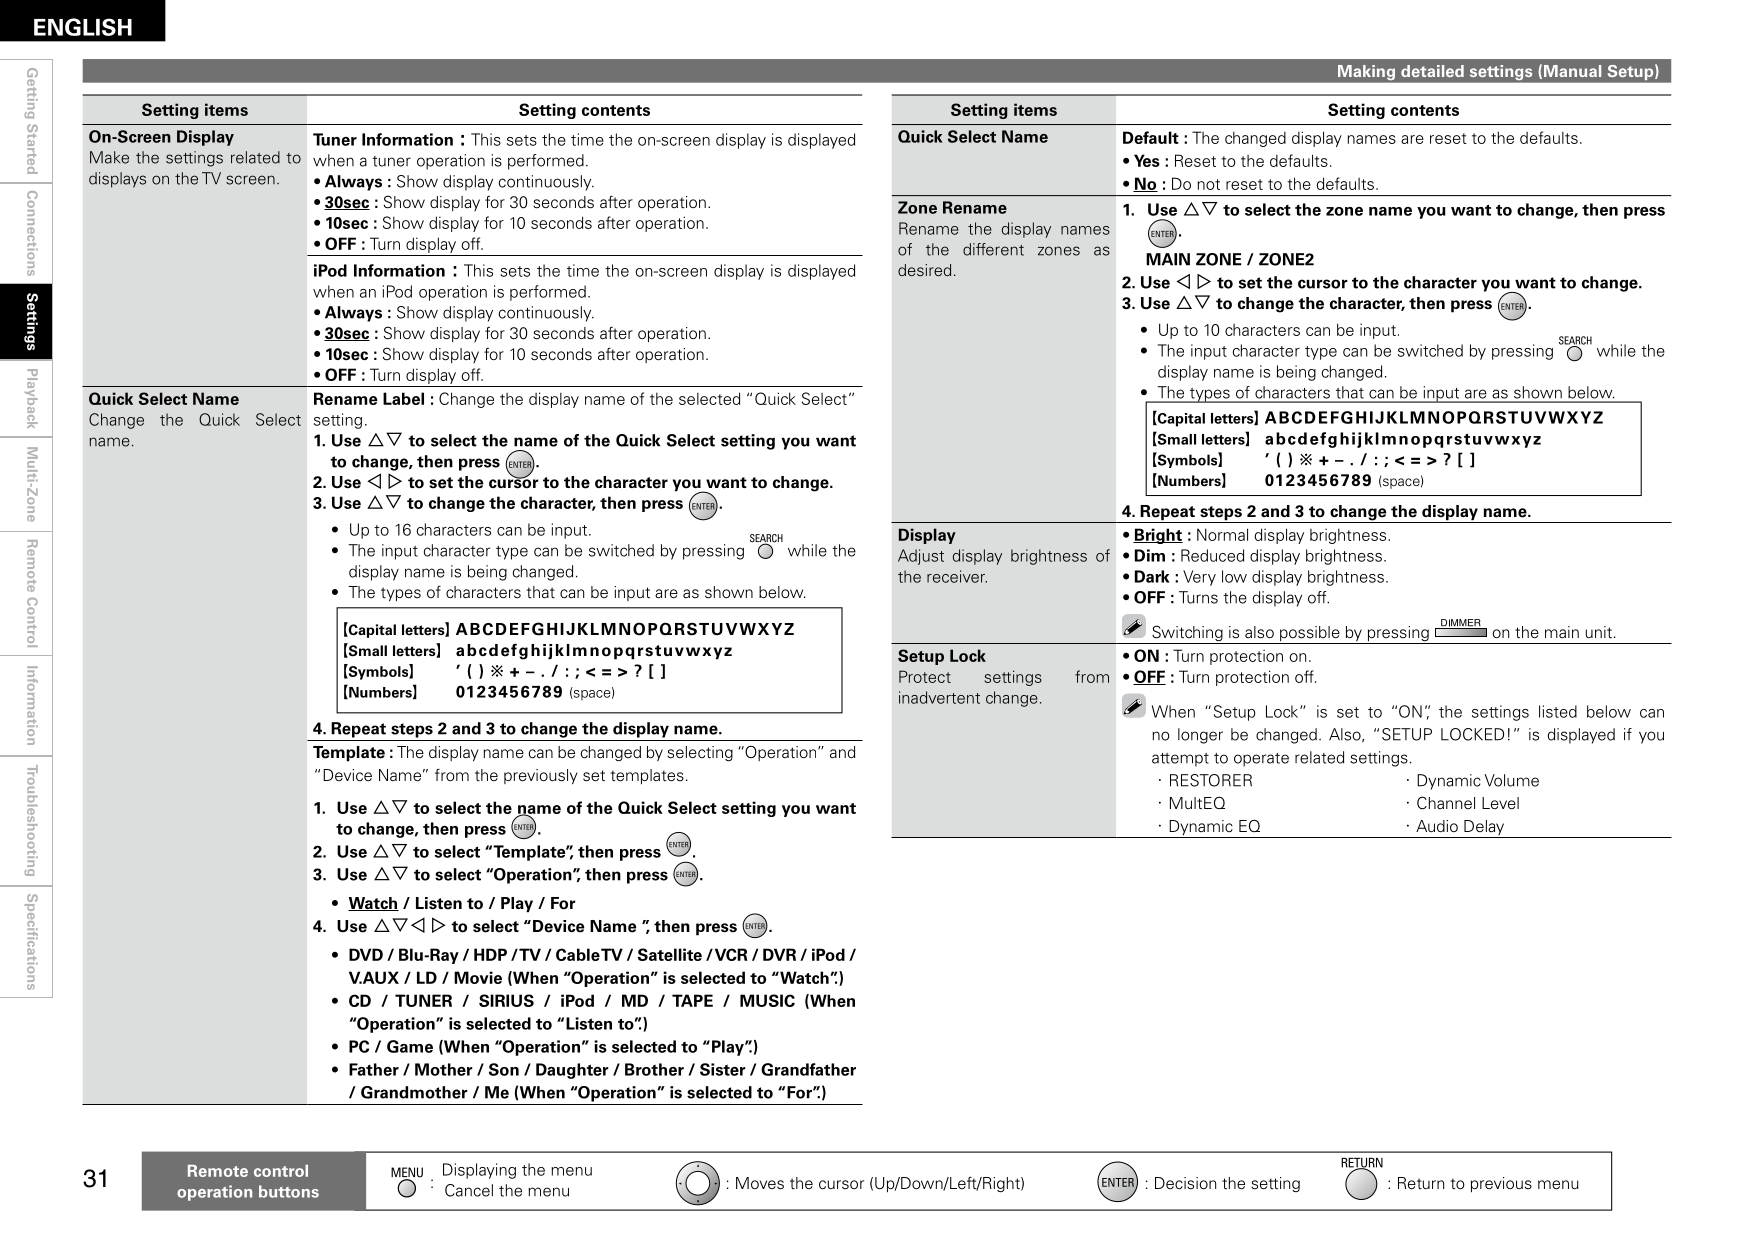 ENGLISH
Getting Started
Connections
Settings
Playback
Multi-Zone
Remote Control
Information
Troubleshooting
Specifications
Making detailed settings (Manual Setup)
Setting items
Setting contents
On-Screen Display
Make the settings related to
displays on the TV screen.
Tuner Information : This sets the time the on-screen display is displayed
when a tuner operation is performed.
• Always : Show display continuously.
• 30sec : Show display for 30 seconds after operation.
• 10sec : Show display for 10 seconds after operation.
• OFF : Turn display off.
iPod Information : This sets the time the on-screen display is displayed
when an iPod operation is performed.
• Always : Show display continuously.
• 30sec : Show display for 30 seconds after operation.
• 10sec : Show display for 10 seconds after operation.
• OFF : Turn display off.
Quick Select Name
Change the Quick Select
name.
Rename Label : Change the display name of the selected “Quick Select”
setting.
1. Use △▽ to select the name of the Quick Select setting you want
to change, then press ENTER.
2. Use ◁ ▷ to set the cursor to the character you want to change.
3. Use △▽ to change the character, then press ENTER.
• Up to 16 characters can be input.
• The input character type can be switched by pressing SEARCH while the
display name is being changed.
• The types of characters that can be input are as shown below.
【Capital letters】 ABCDEFGHIJKLMNOPQRSTUVWXYZ
【Small letters】 abcdefghijklmnopqrstuvwxyz
【Symbols】 ’ ( ) ※ + – . / : ; < = > ? [ ]
【Numbers】 0123456789 (space)
4. Repeat steps 2 and 3 to change the display name.
Template : The display name can be changed by selecting “Operation” and
“Device Name” from the previously set templates.
1. Use △▽ to select the name of the Quick Select setting you want
to change, then press ENTER.
2. Use △▽ to select “Template”, then press ENTER.
3. Use △▽ to select “Operation”, then press ENTER.
• Watch / Listen to / Play / For
4. Use △▽◁ ▷ to select “Device Name ”, then press ENTER.
• DVD / Blu-Ray / HDP / TV / Cable TV / Satellite / VCR / DVR / iPod /
V.AUX / LD / Movie (When “Operation” is selected to “Watch”.)
• CD / TUNER / SIRIUS / iPod / MD / TAPE / MUSIC (When
“Operation” is selected to “Listen to”.)
• PC / Game (When “Operation” is selected to “Play”.)
• Father / Mother / Son / Daughter / Brother / Sister / Grandfather
/ Grandmother / Me (When “Operation” is selected to “For”.)
Setting items
Setting contents
Quick Select Name
Default : The changed display names are reset to the defaults.
• Yes : Reset to the defaults.
• No : Do not reset to the defaults.
Zone Rename
Rename the display names
of the different zones as
desired.
1. Use △▽ to select the zone name you want to change, then press
ENTER.
MAIN ZONE / ZONE2
2. Use ◁ ▷ to set the cursor to the character you want to change.
3. Use △▽ to change the character, then press ENTER.
• Up to 10 characters can be input.
• The input character type can be switched by pressing SEARCH while the
display name is being changed.
• The types of characters that can be input are as shown below.
【Capital letters】 ABCDEFGHIJKLMNOPQRSTUVWXYZ
【Small letters】 abcdefghijklmnopqrstuvwxyz
【Symbols】 ’ ( ) ※ + – . / : ; < = > ? [ ]
【Numbers】 0123456789 (space)
4. Repeat steps 2 and 3 to change the display name.
Display
Adjust display brightness of
the receiver.
• Bright : Normal display brightness.
• Dim : Reduced display brightness.
• Dark : Very low display brightness.
• OFF : Turns the display off.
Switching is also possible by pressing DIMMER on the main unit.
Setup Lock
Protect settings from
inadvertent change.
• ON : Turn protection on.
• OFF : Turn protection off.
When “Setup Lock” is set to “ON”, the settings listed below can
no longer be changed. Also, “SETUP LOCKED!” is displayed if you
attempt to operate related settings.
· RESTORER · Dynamic Volume
· MultEQ · Channel Level
· Dynamic EQ · Audio Delay
31
Remote control
operation buttons
MENU : Displaying the menu
Cancel the menu
: Moves the cursor (Up/Down/Left/Right)
ENTER : Decision the setting
RETURN : Return to previous menu